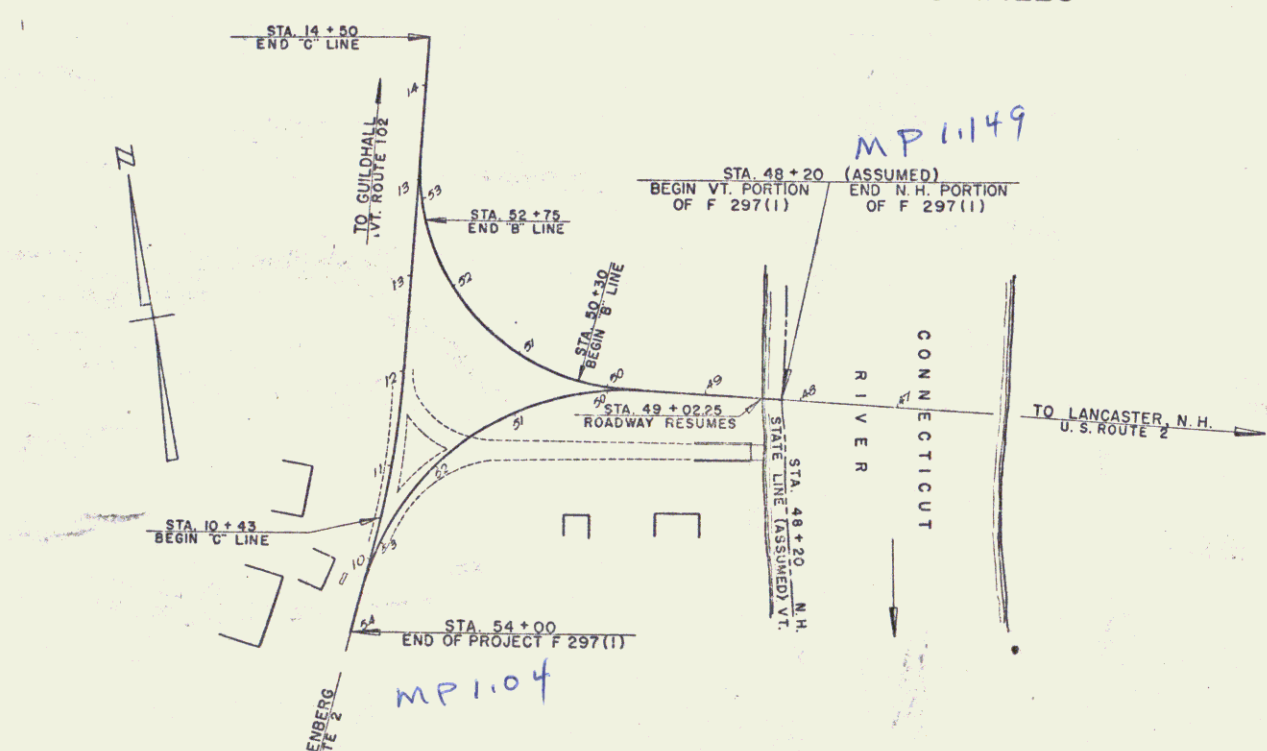 STA. 14 + 50
END "C" LINE
TO GUILDHALL
VT. ROUTE 102
MP 1.149
STA. 48 + 20 (ASSUMED)
BEGIN VT. PORTION
OF F 297(1)
END N.H. PORTION
OF F 297(1)
14
13
53
STA. 52 + 75
END "B" LINE
N
13
52
STA. 50+30
BEGIN "B" LINE
51
50
49
48
47
12
50
51
STA. 49 + 02.25
ROADWAY RESUMES
RIVER
CONNECTICUT
TO LANCASTER, N.H.
U.S. ROUTE 2
11
52
STATE LINE (ASSUMED) VT.
STA. 48 + 20 N.H.
STA. 10 + 43
BEGIN "C" LINE
10
53
54
STA. 54 + 00
END OF PROJECT F 297(1)
MP 1.04
ENBERG
TE 2